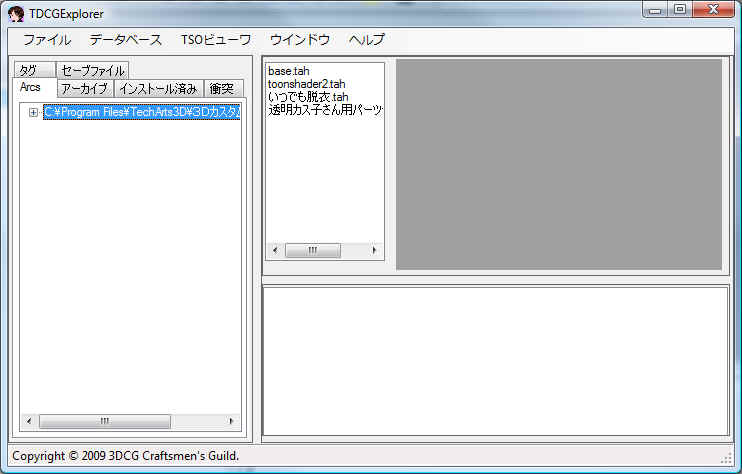 TDCGExplorer
ファイル データベース TSOビューワ ウインドウ ヘルプ
タグ セーブファイル
Arcs アーカイブ インストール済み 衝突
C:¥Program Files¥TechArts3D¥3Dカスタム
base.tah
toonshader2.tah
いつでも脱衣.tah
透明カス子さん用パーツ
Copyright © 2009 3DCG Craftsmen's Guild.